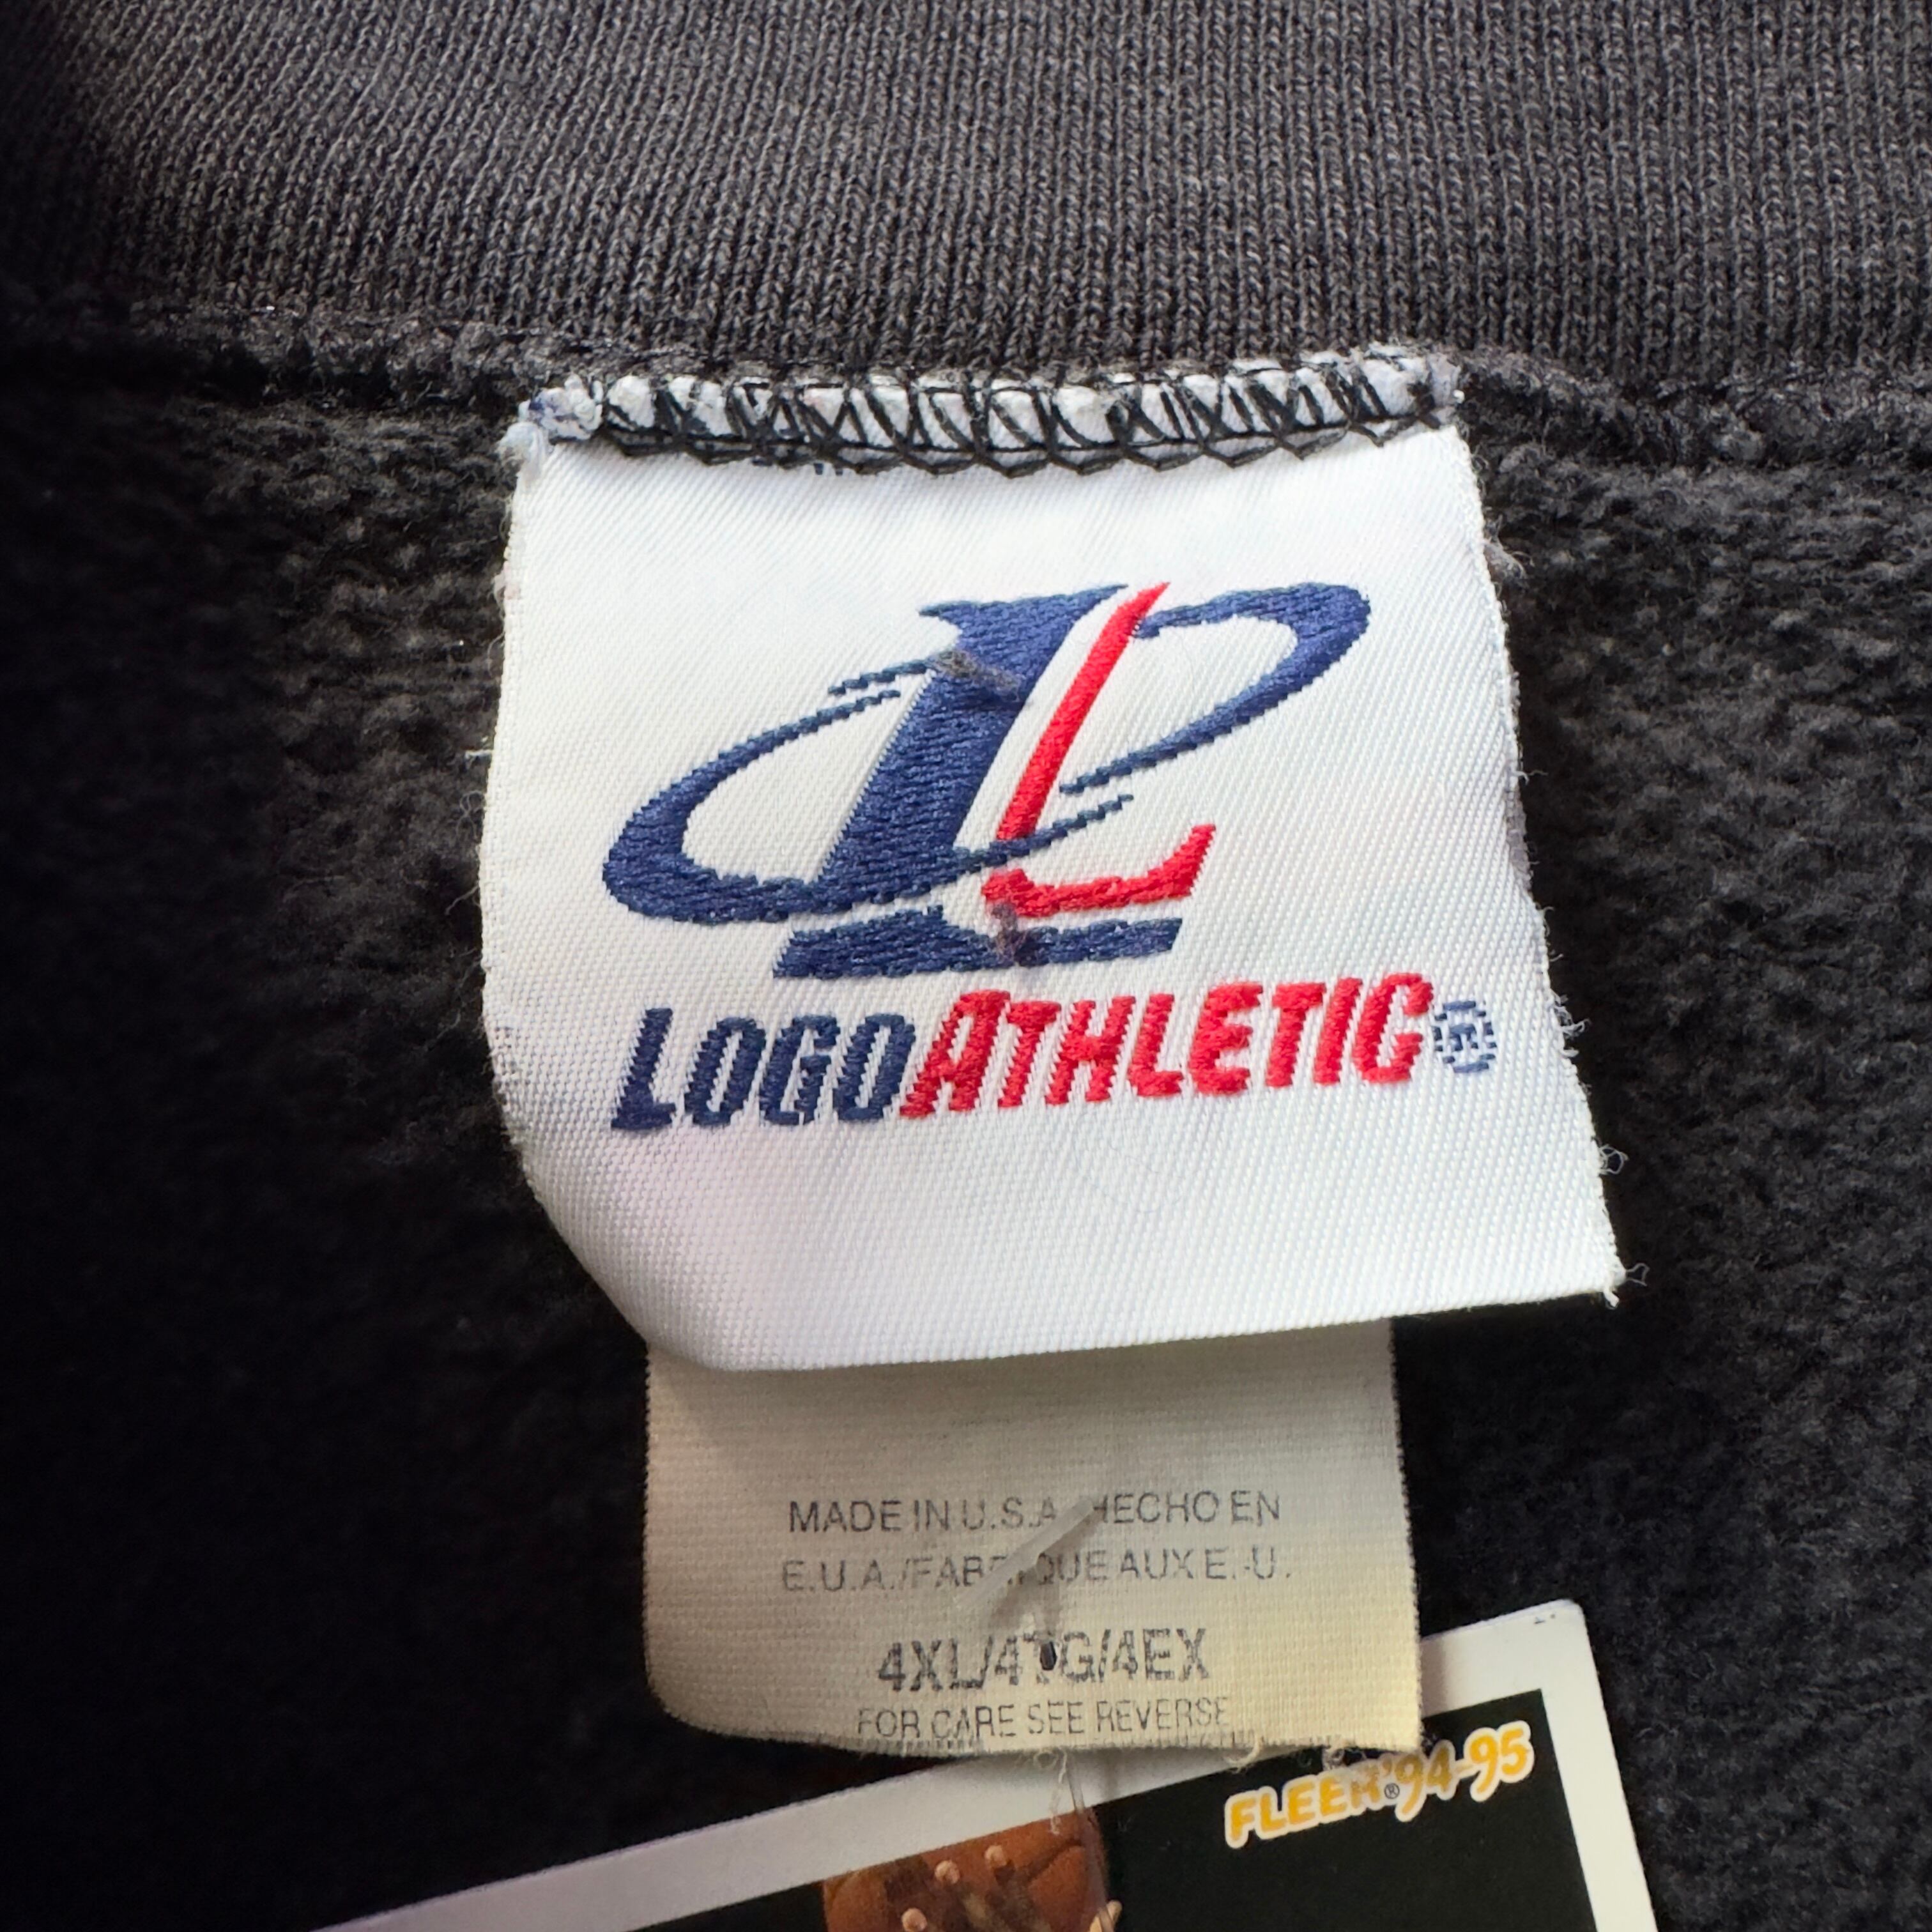 LOGOATHLETIC®
MADE IN U.S.A. HECHO EN
E.U.A./FABRIQUE AUX E.-U.
4XL/4TG/4EX
FOR CARE SEE REVERSE
FLEER® '94-95